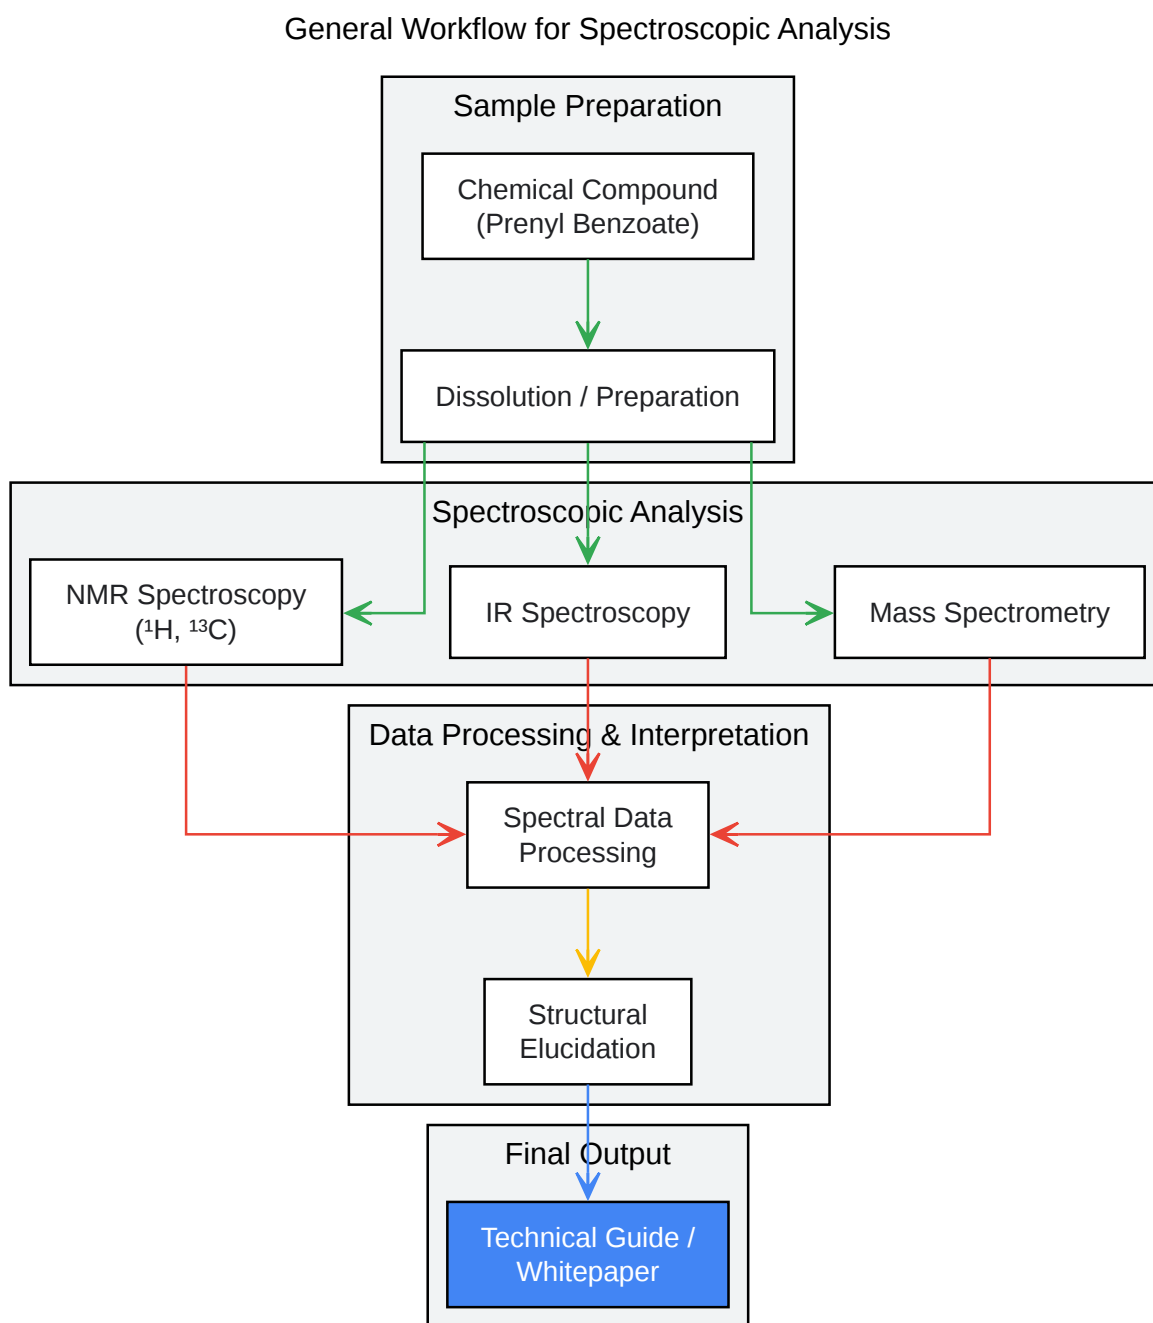 General Workflow for Spectroscopic Analysis
Sample Preparation
Chemical Compound
(Prenyl Benzoate)
Dissolution / Preparation
Spectroscopic Analysis
NMR Spectroscopy
(¹H, ¹³C)
IR Spectroscopy
Mass Spectrometry
Data Processing & Interpretation
Spectral Data
Processing
Structural
Elucidation
Final Output
Technical Guide /
Whitepaper